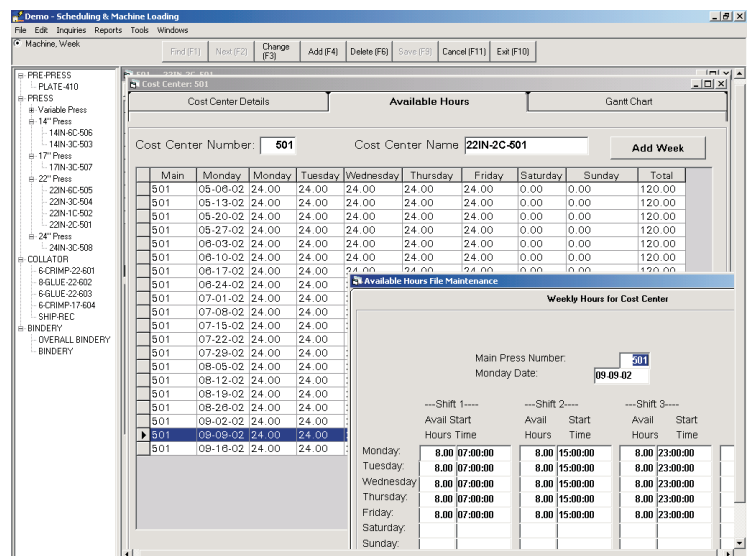 Demo - Scheduling & Machine Loading
File Edit Inquiries Reports Tools Windows
Machine, Week
Find (F1) Next (F2) Change (F3) Add (F4) Delete (F6) Save (F9) Cancel (F11) Exit (F10)
PRE-PRESS
PLATE-410
PRESS
Variable Press
14" Press
14IN-6C-506
14IN-3C-503
17" Press
17IN-3C-507
22" Press
22IN-6C-505
22IN-3C-504
22IN-1C-502
22IN-2C-501
24" Press
24IN-3C-508
COLLATOR
6-CRIMP-22-601
8-GLUE-22-602
6-GLUE-22-603
6-CRIMP-17-604
SHIP-REC
BINDERY
OVERALL BINDERY
BINDERY
Cost Center: 501
Cost Center Details Available Hours Gantt Chart
Cost Center Number: 501 Cost Center Name 22IN-2C-501 Add Week
Main Monday Monday Tuesday Wednesday Thursday Friday Saturday Sunday Total
501 05-06-02 24.00 24.00 24.00 24.00 24.00 0.00 0.00 120.00
501 05-13-02 24.00 24.00 24.00 24.00 24.00 0.00 0.00 120.00
501 05-20-02 24.00 24.00 24.00 24.00 24.00 0.00 0.00 120.00
501 05-27-02 24.00 24.00 24.00 24.00 24.00 0.00 0.00 120.00
501 06-03-02 24.00 24.00 24.00 24.00 24.00 0.00 0.00 120.00
501 06-10-02 24.00 24.00 24.00 24.00 24.00 0.00 0.00 120.00
501 06-17-02 24.00 24.00 24.00 24.00 24.00 0.00 0.00 120.00
501 06-24-02 24.00 24.00
501 07-01-02 24.00 24.00
501 07-08-02 24.00 24.00
501 07-15-02 24.00 24.00
501 07-22-02 24.00 24.00
501 07-29-02 24.00 24.00
501 08-05-02 24.00 24.00
501 08-12-02 24.00 24.00
501 08-19-02 24.00 24.00
501 08-26-02 24.00 24.00
501 09-02-02 24.00 24.00
501 09-09-02 24.00 24.00
501 09-16-02 24.00 24.00
Available Hours File Maintenance
Weekly Hours for Cost Center
Main Press Number: 501
Monday Date: 09-09-02
---Shift 1---- ---Shift 2---- ---Shift 3----
Avail Start Avail Start Avail Start
Hours Time Hours Time Hours Time
Monday: 8.00 07:00:00 8.00 15:00:00 8.00 23:00:00
Tuesday: 8.00 07:00:00 8.00 15:00:00 8.00 23:00:00
Wednesday 8.00 07:00:00 8.00 15:00:00 8.00 23:00:00
Thursday: 8.00 07:00:00 8.00 15:00:00 8.00 23:00:00
Friday: 8.00 07:00:00 8.00 15:00:00 8.00 23:00:00
Saturday:
Sunday: